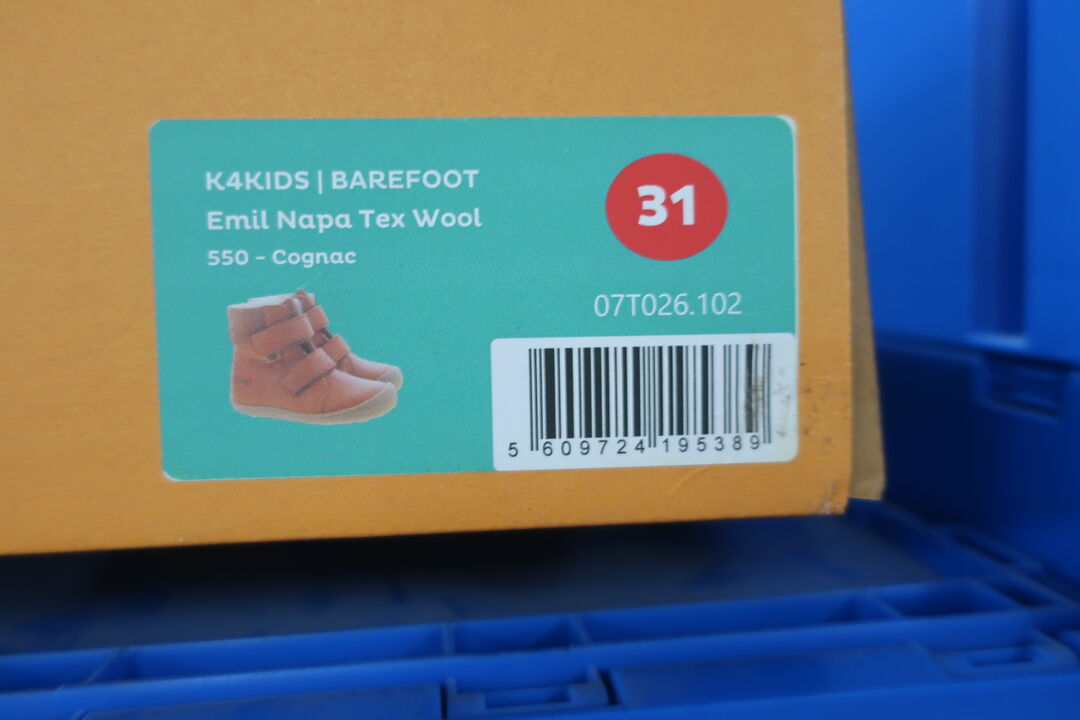 K4KIDS | BAREFOOT
Emil Napa Tex Wool
550 - Cognac
31
07T026.102
5 609724 195389